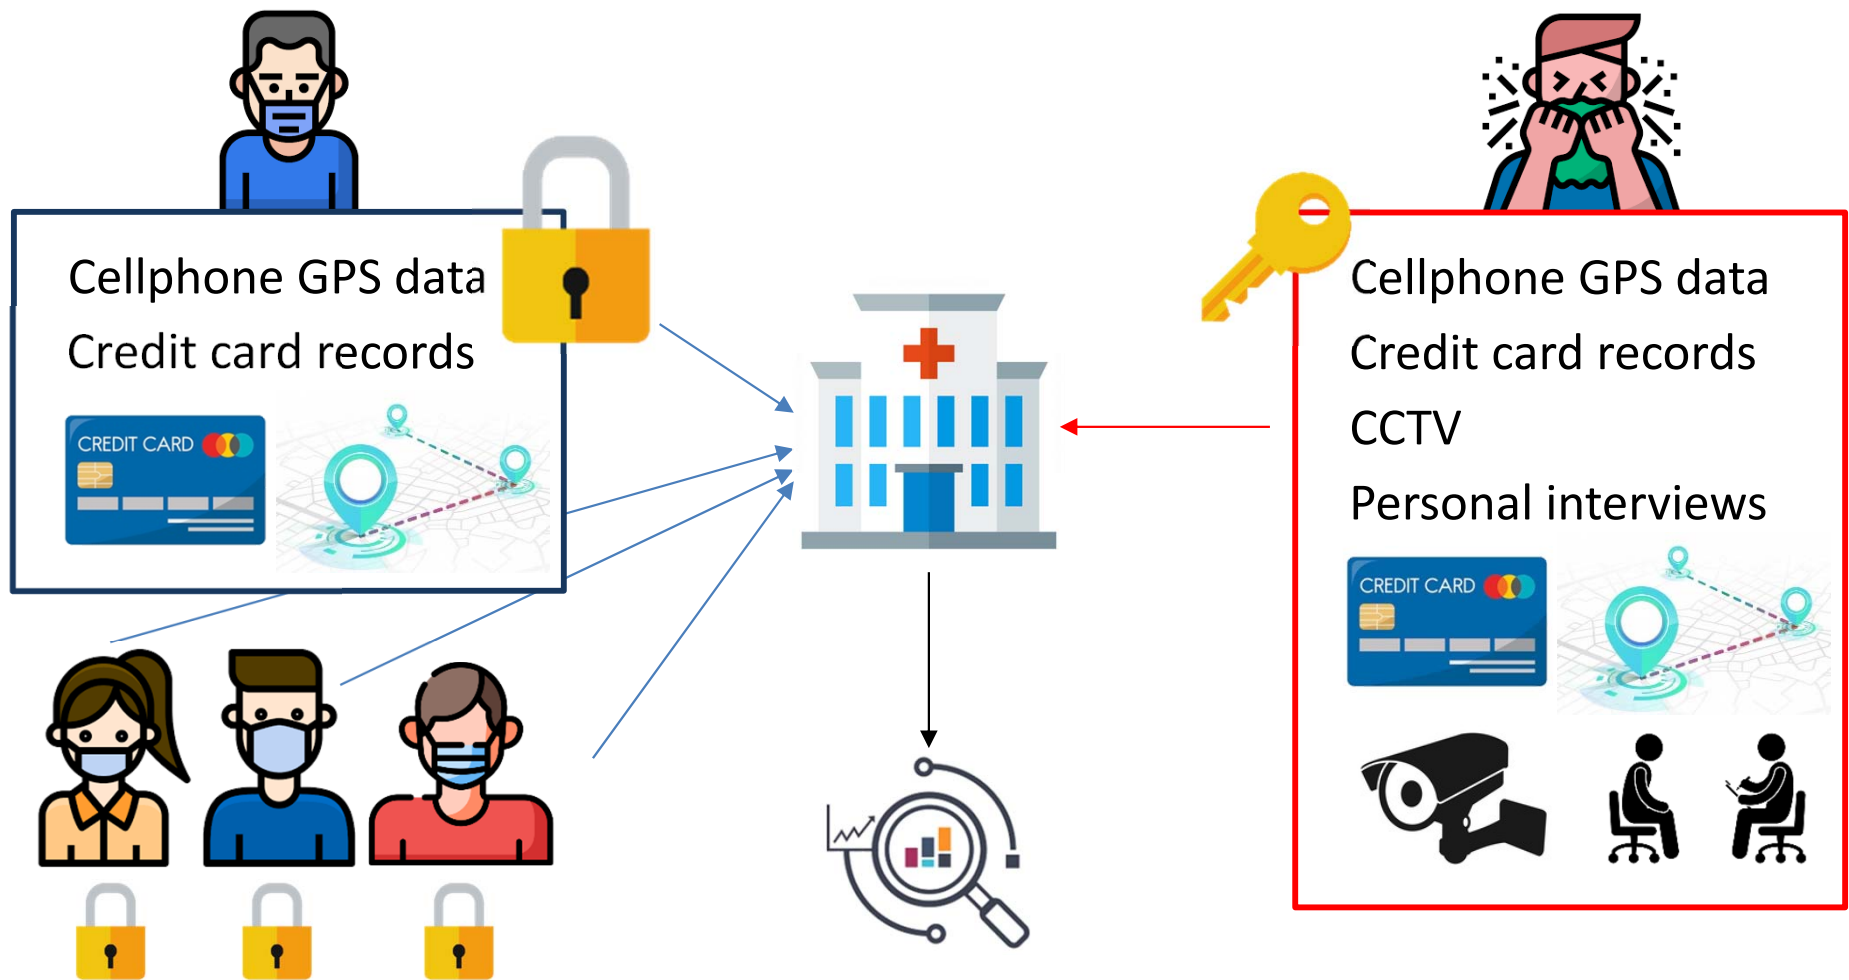 Cellphone GPS data
Credit card records
CREDIT CARD
Cellphone GPS data
Credit card records
CCTV
Personal interviews
CREDIT CARD